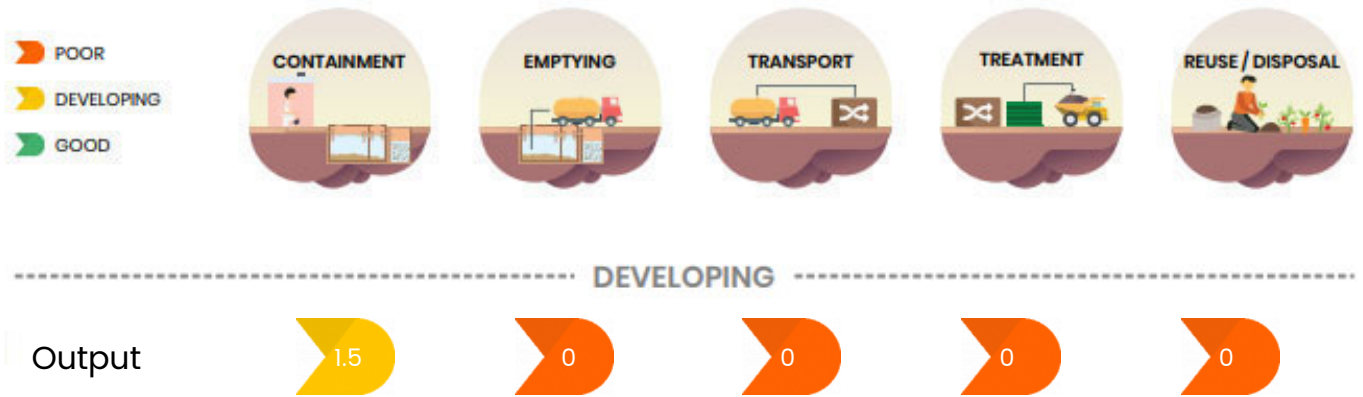 POOR
DEVELOPING
GOOD
CONTAINMENT
EMPTYING
TRANSPORT
TREATMENT
REUSE / DISPOSAL
DEVELOPING
Output 1.5 0 0 0 0